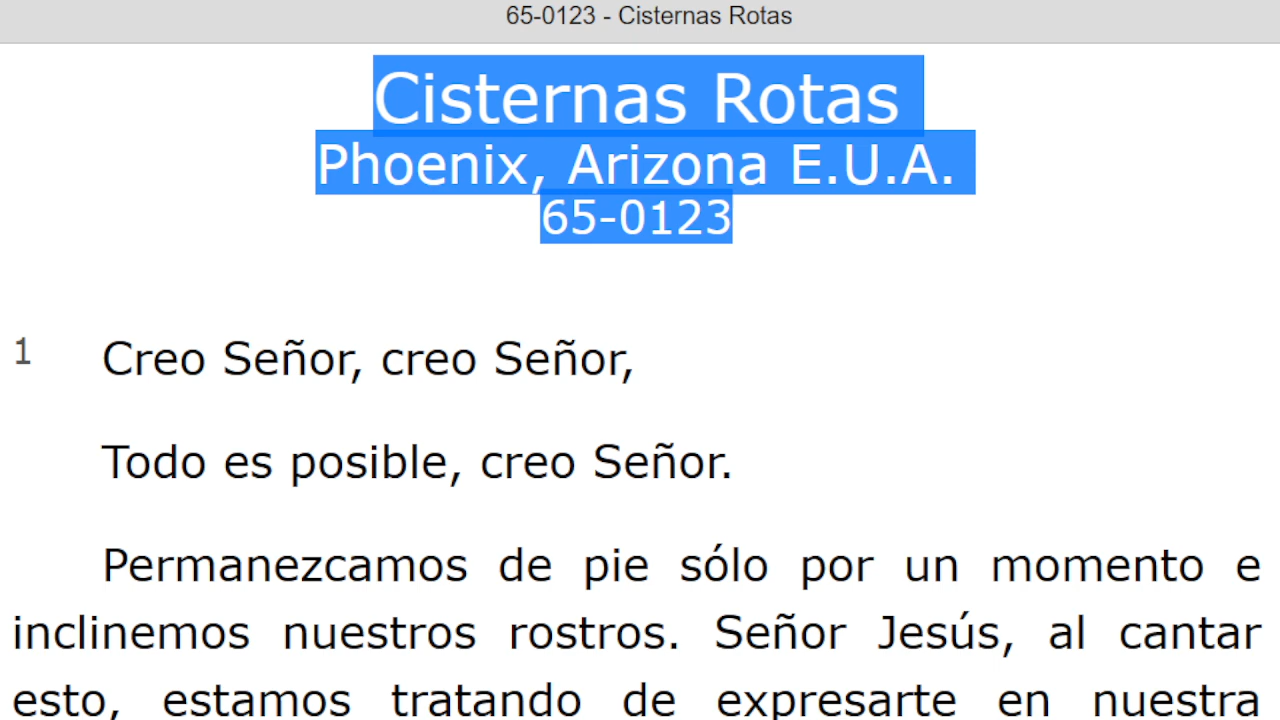 65-0123 - Cisternas Rotas
Cisternas Rotas
Phoenix, Arizona E.U.A.
65-0123
1 Creo Señor, creo Señor,
Todo es posible, creo Señor.
Permanezcamos de pie sólo por un momento e
inclinemos nuestros rostros. Señor Jesús, al cantar
esto, estamos tratando de expresarte en nuestra